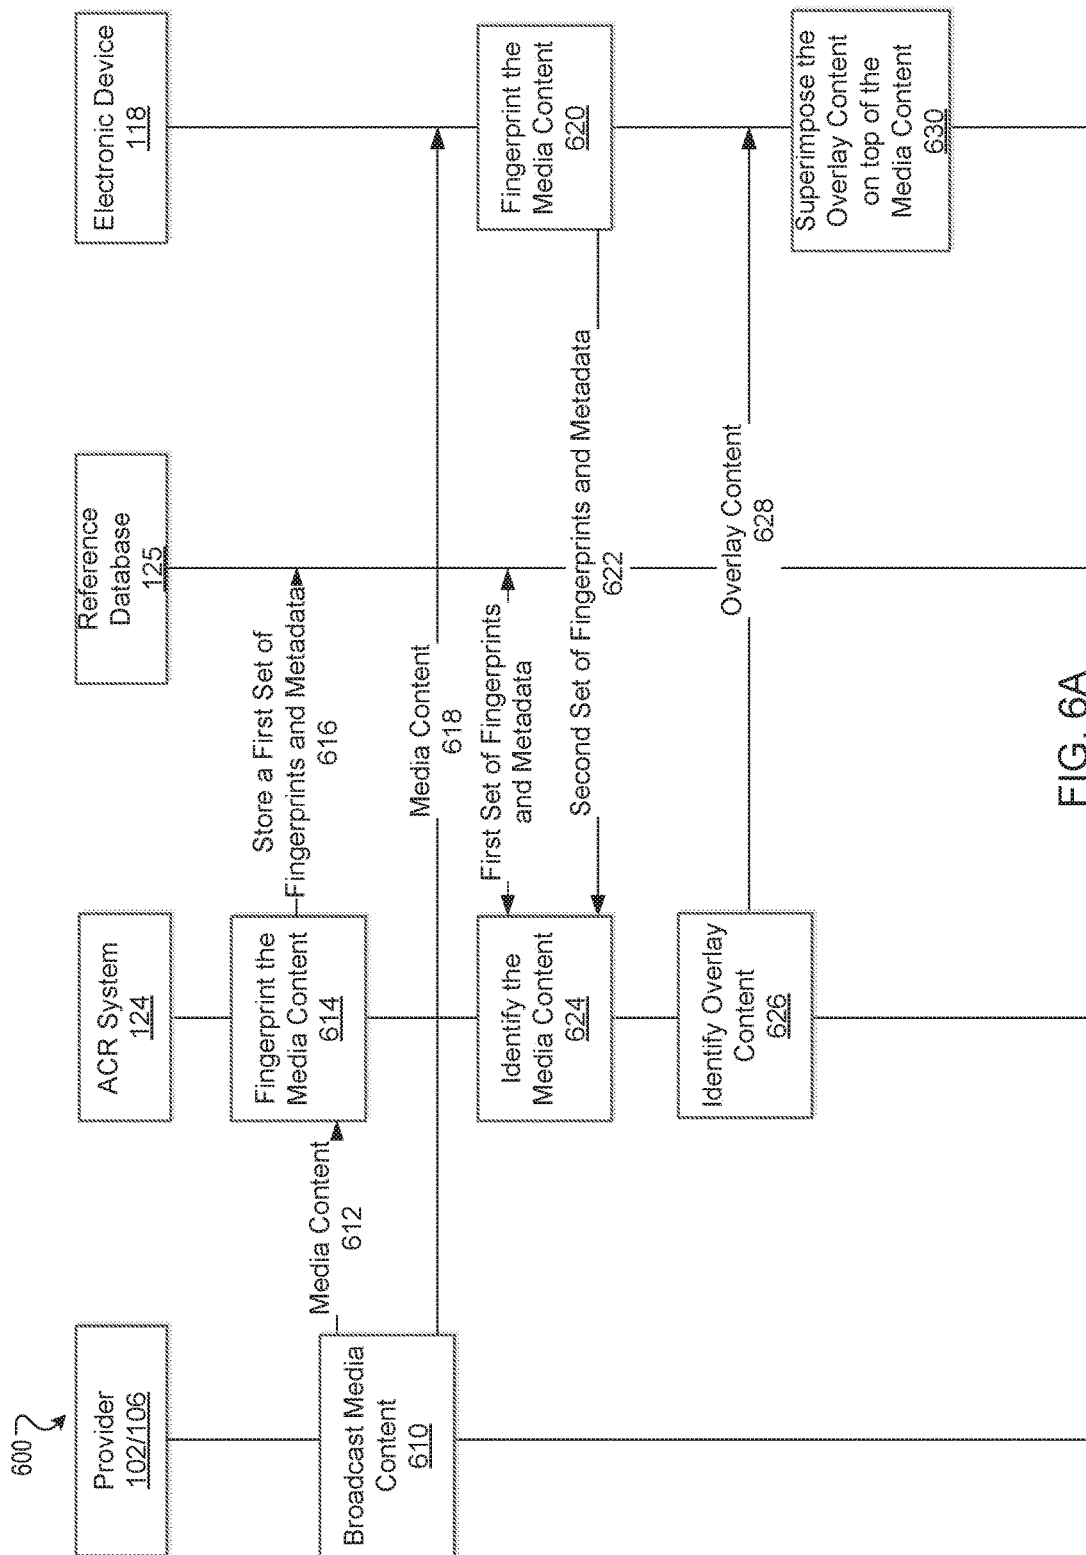 600
Provider
102/106
ACR System
124
Reference
Database
125
Electronic Device
118
Broadcast Media
Content
610
Media Content
612
Fingerprint the
Media Content
614
Store a First Set of
Fingerprints and Metadata
616
Media Content
618
Fingerprint the
Media Content
620
First Set of Fingerprints
and Metadata
Second Set of Fingerprints and Metadata
622
Identify the
Media Content
624
Identify Overlay
Content
626
Overlay Content
628
Superimpose the
Overlay Content
on top of the
Media Content
630
FIG. 6A